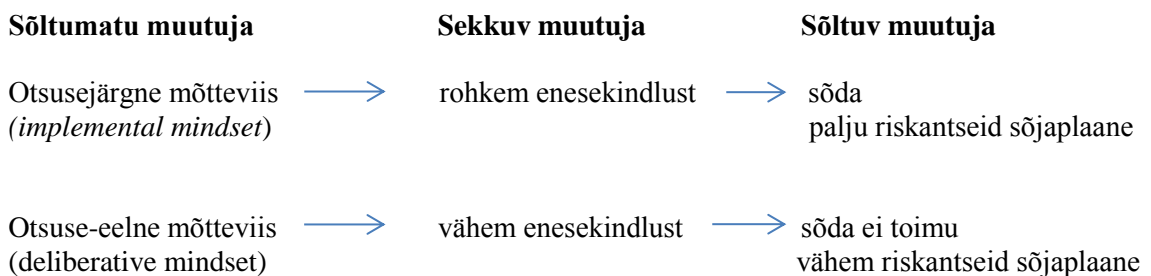 Sõltumatu muutuja Sekkuv muutuja Sõltuv muutuja
Otsusejärgne mõtteviis rohkem enesekindlust sõda
(implemental mindset) palju riskantseid sõjaplaane
Otsuse-eelne mõtteviis vähem enesekindlust sõda ei toimu
(deliberative mindset) vähem riskantseid sõjaplaane